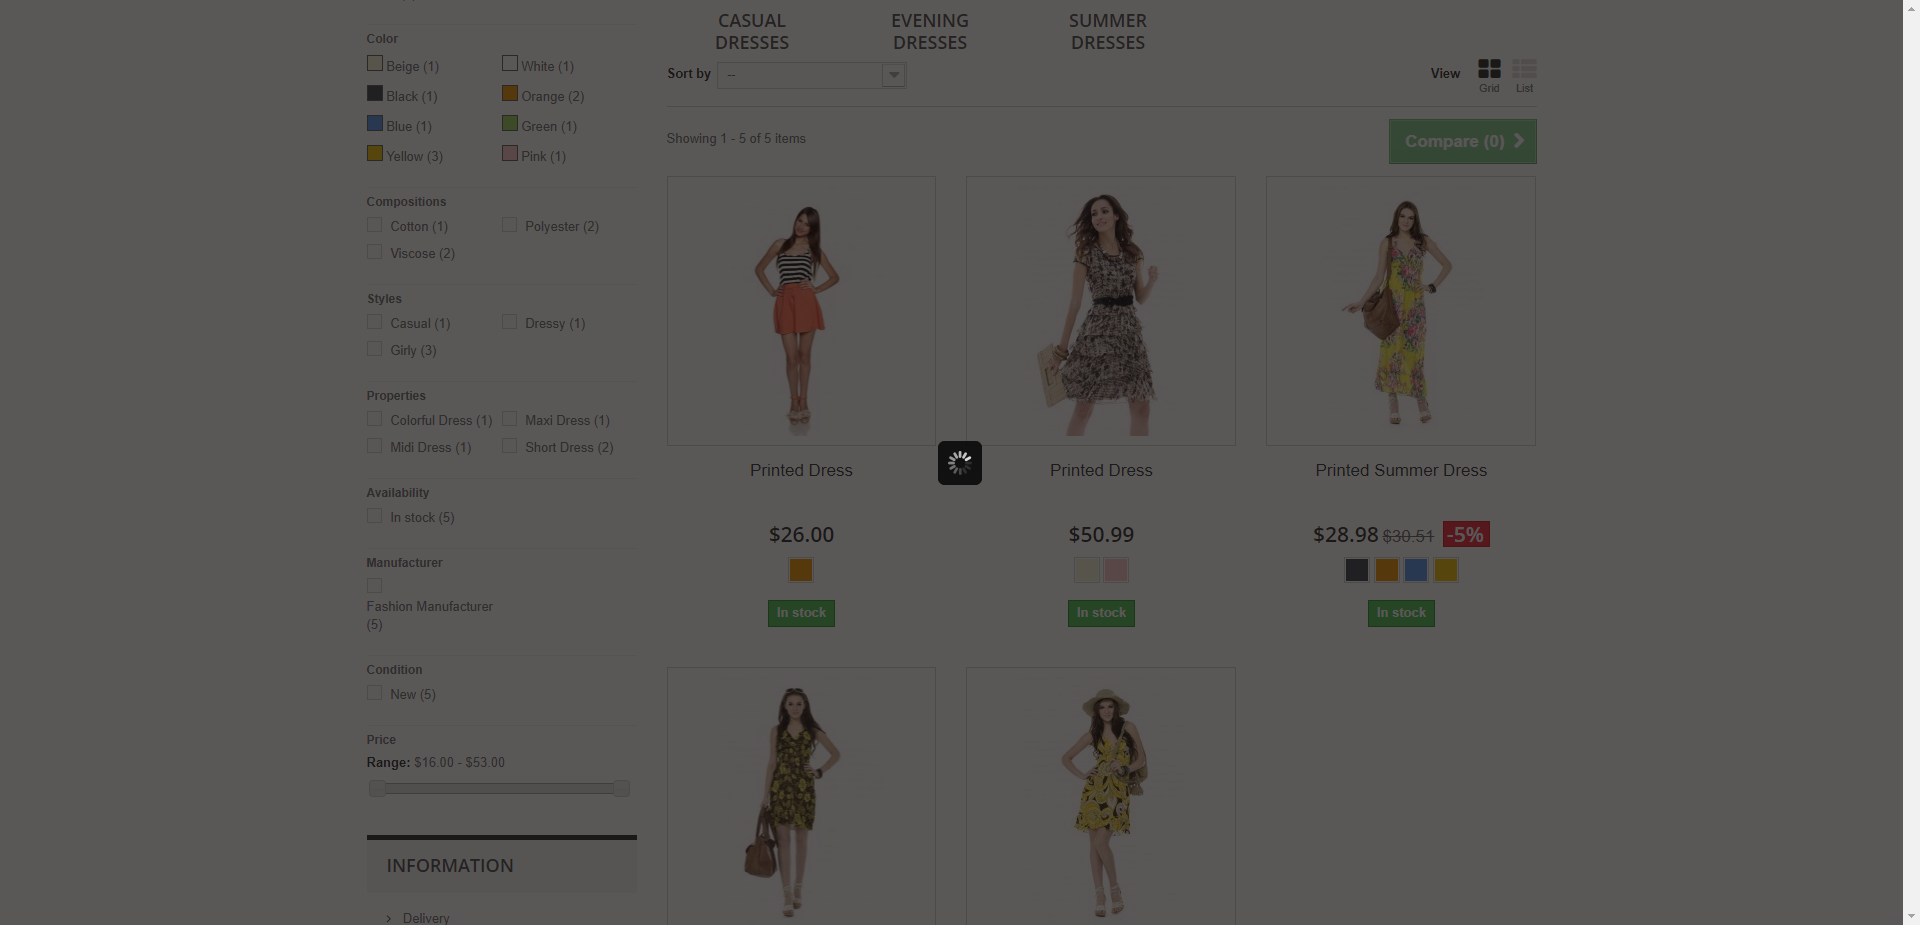 Color
Beige (1)
White (1)
Black (1)
Orange (2)
Blue (1)
Green (1)
Yellow (3)
Pink (1)
Compositions
Cotton (1)
Polyester (2)
Viscose (2)
Styles
Casual (1)
Dressy (1)
Girly (3)
Properties
Colorful Dress (1)
Maxi Dress (1)
Midi Dress (1)
Short Dress (2)
Availability
In stock (5)
Manufacturer
Fashion Manufacturer
(5)
Condition
New (5)
Price
Range: $16.00 - $53.00
INFORMATION
Delivery
CASUAL
DRESSES
EVENING
DRESSES
SUMMER
DRESSES
Sort by
--
View
Grid
List
Showing 1 - 5 of 5 items
Compare (0)
Printed Dress
$26.00
In stock
Printed Dress
$50.99
In stock
Printed Summer Dress
$28.98 $30.51 -5%
In stock